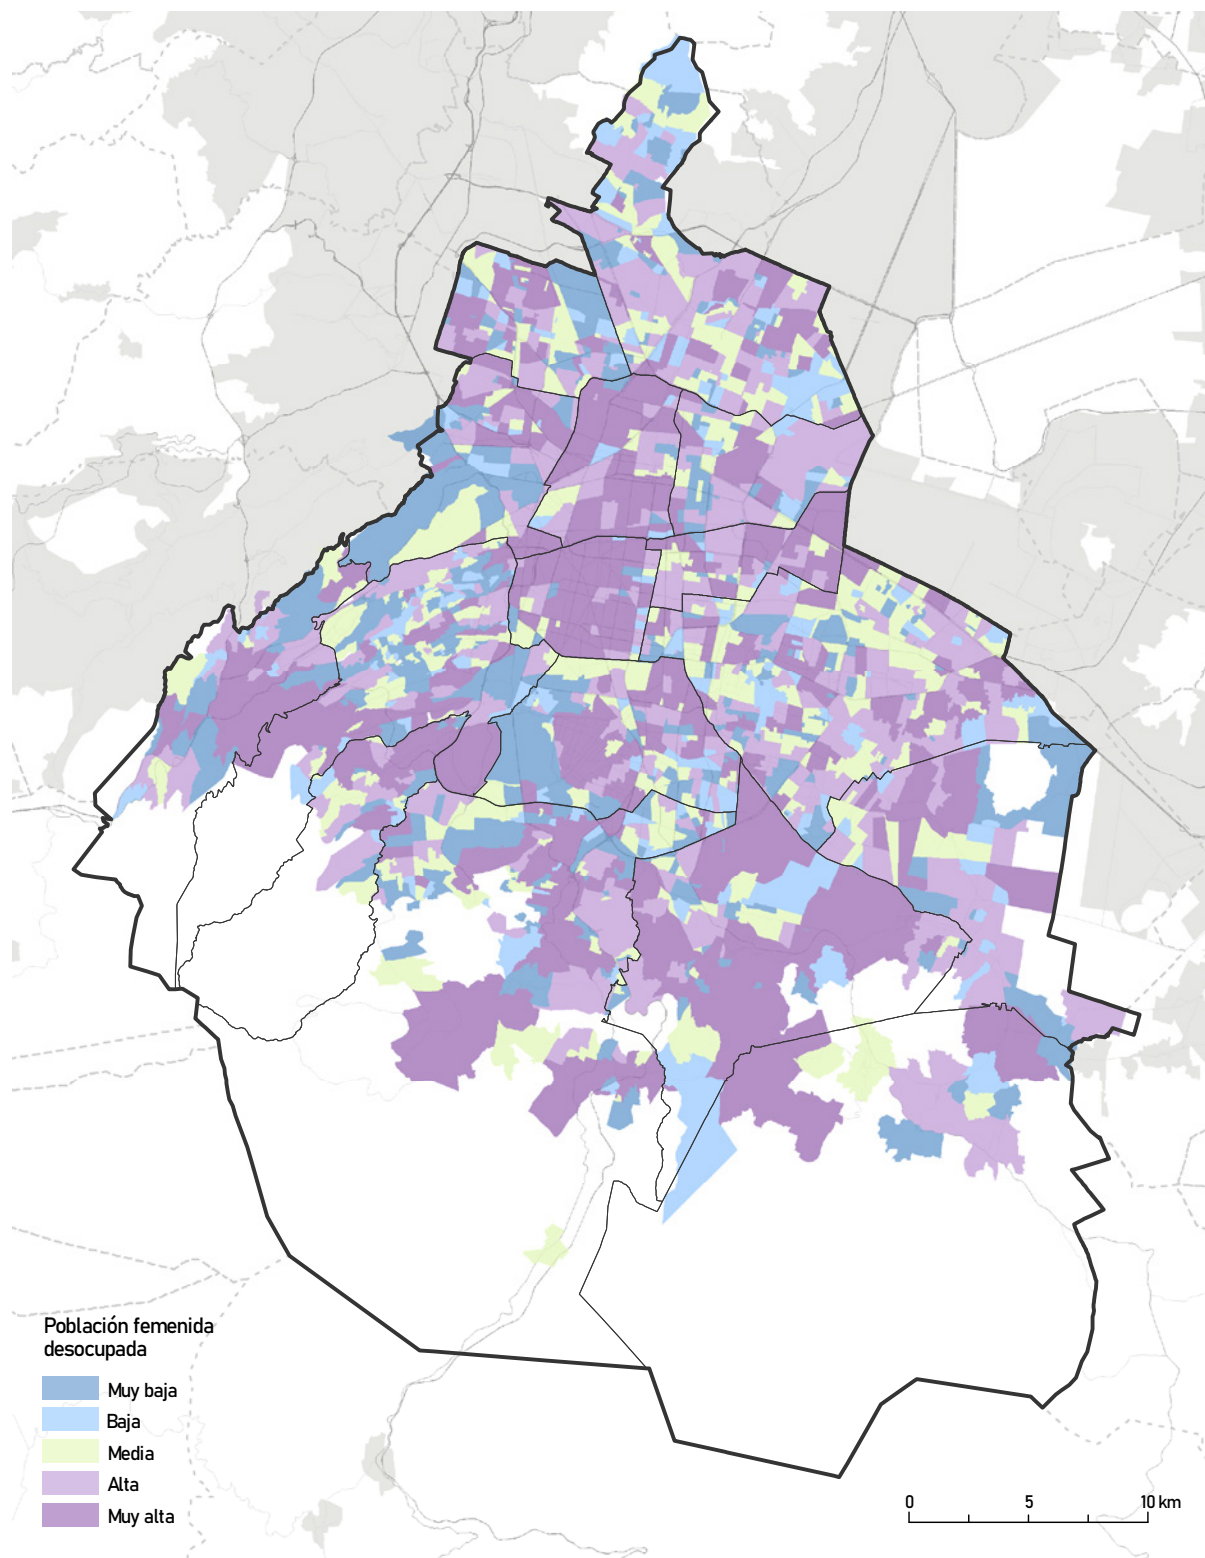 Población femenida
desocupada
Muy baja
Baja
Media
Alta
Muy alta
0 5 10 km